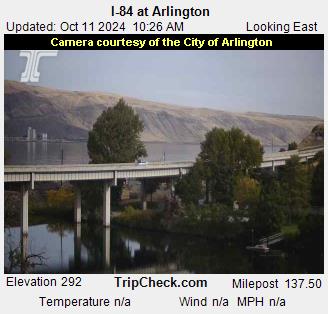 I-84 at Arlington
Updated: Oct 11 2024 10:26 AM Looking East
Camera courtesy of the City of Arlington
Elevation 292 TripCheck.com Milepost 137.50
Temperature n/a Wind n/a MPH n/a